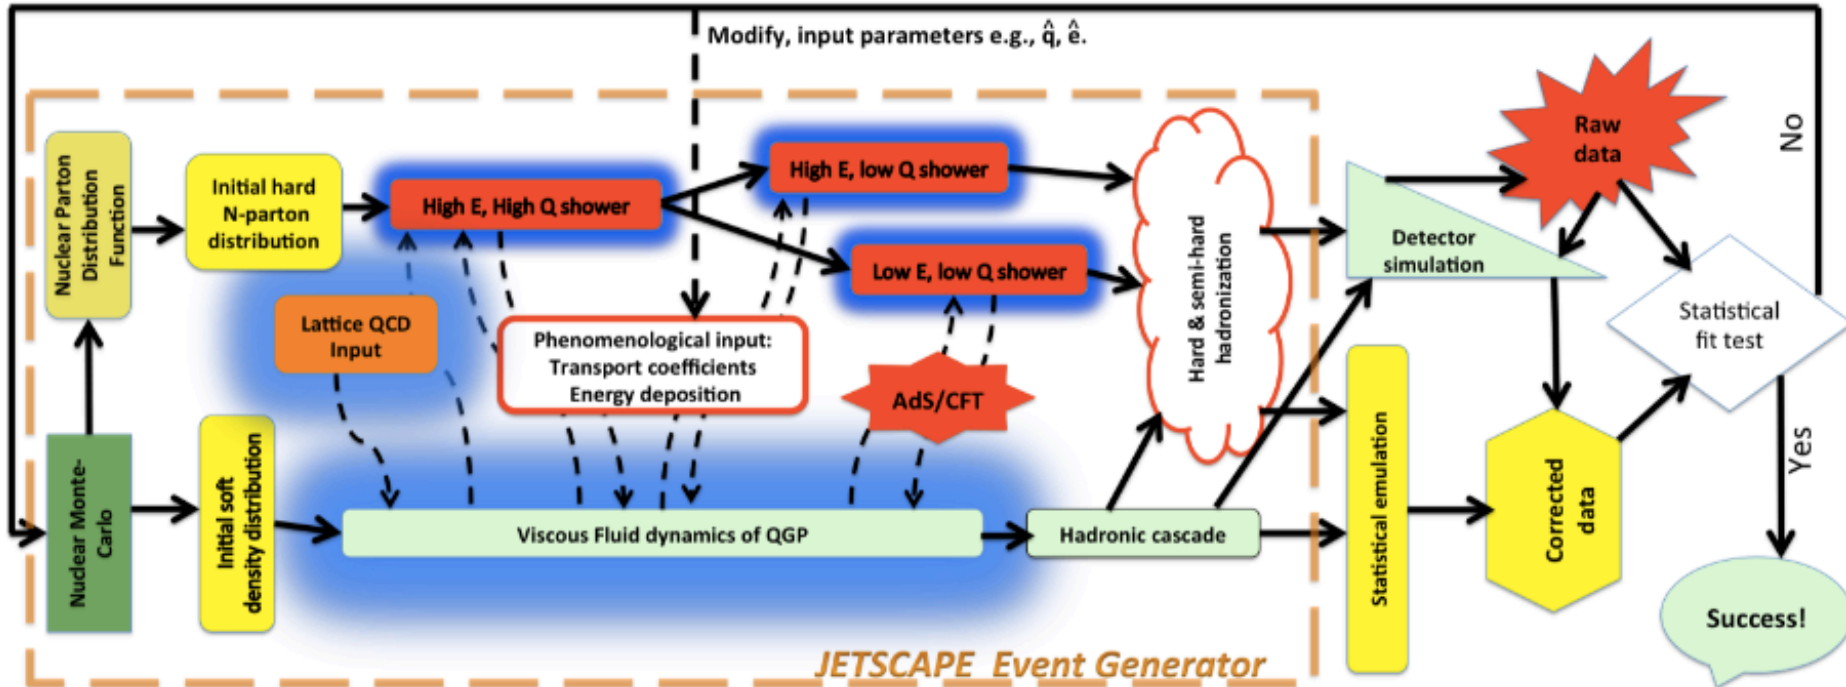 Modify, input parameters e.g., q̂, ê.
Nuclear Parton
Distribution
Function
Initial hard
N-parton
distribution
High E, High Q shower
High E, low Q shower
Low E, low Q shower
Hard & semi-hard
hadronization
Raw
data
No
Detector
simulation
Lattice QCD
Input
Phenomenological input:
Transport coefficients
Energy deposition
AdS/CFT
Statistical
fit test
Nuclear Monte-
Carlo
Initial soft
density distribution
Viscous Fluid dynamics of QGP
Hadronic cascade
Statistical emulation
Corrected
data
Yes
Success!
JETSCAPE Event Generator